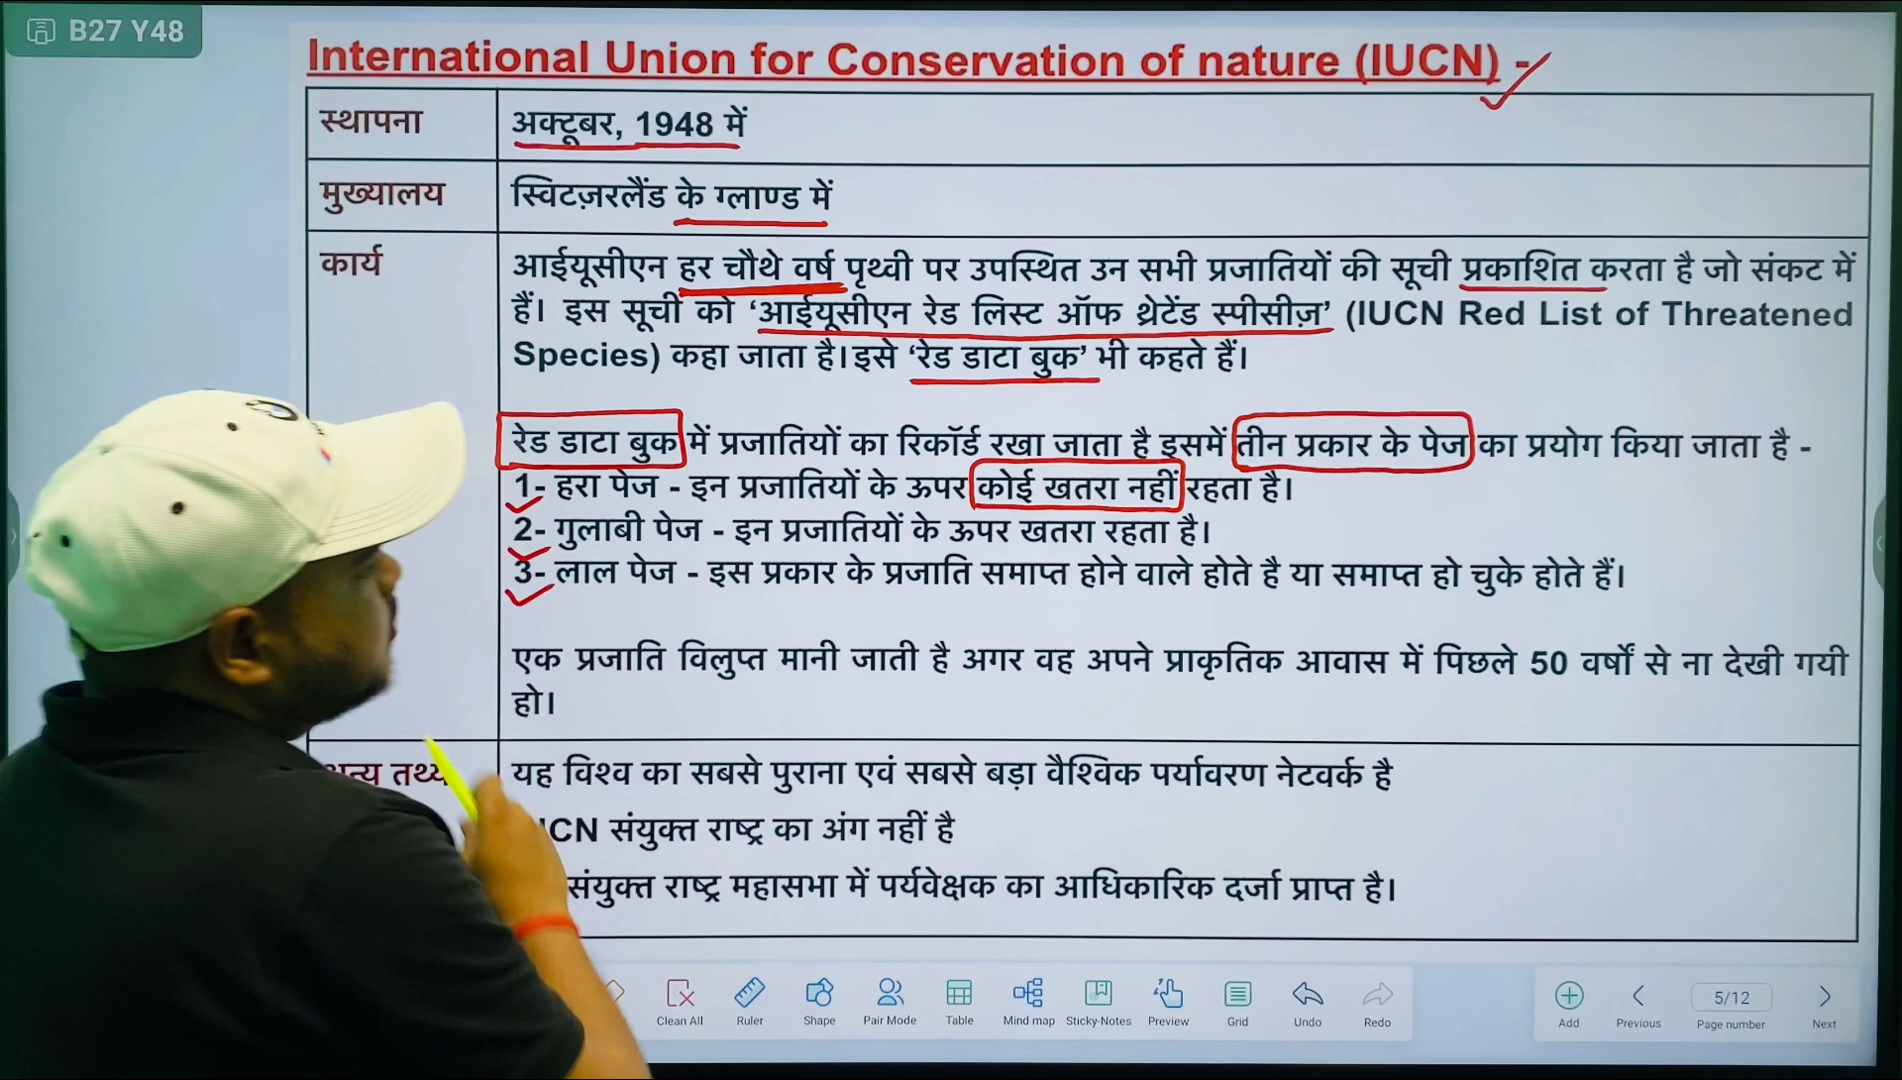 B27 Y48
International Union for Conservation of nature (IUCN) -
स्थापना
अक्टूबर, 1948 में
मुख्यालय
स्विटज़रलैंड के ग्लाण्ड में
कार्य
आईयूसीएन हर चौथे वर्ष पृथ्वी पर उपस्थित उन सभी प्रजातियों की सूची प्रकाशित करता है जो संकट में
हैं। इस सूची को ‘आईयूसीएन रेड लिस्ट ऑफ थ्रेटेंड स्पीसीज़’ (IUCN Red List of Threatened
Species) कहा जाता है। इसे ‘रेड डाटा बुक’ भी कहते हैं।
रेड डाटा बुक में प्रजातियों का रिकॉर्ड रखा जाता है इसमें तीन प्रकार के पेज का प्रयोग किया जाता है -
1- हरा पेज - इन प्रजातियों के ऊपर कोई खतरा नहीं रहता है।
2- गुलाबी पेज - इन प्रजातियों के ऊपर खतरा रहता है।
3- लाल पेज - इस प्रकार के प्रजाति समाप्त होने वाले होते है या समाप्त हो चुके होते हैं।
एक प्रजाति विलुप्त मानी जाती है अगर वह अपने प्राकृतिक आवास में पिछले 50 वर्षों से ना देखी गयी
हो।
तथ्य
यह विश्व का सबसे पुराना एवं सबसे बड़ा वैश्विक पर्यावरण नेटवर्क है
CN संयुक्त राष्ट्र का अंग नहीं है
संयुक्त राष्ट्र महासभा में पर्यवेक्षक का आधिकारिक दर्जा प्राप्त है।
Clean All Ruler Shape Pair Mode Table Mind map Sticky-Notes Preview Grid Undo Redo
5/12
Add Previous Page number Next